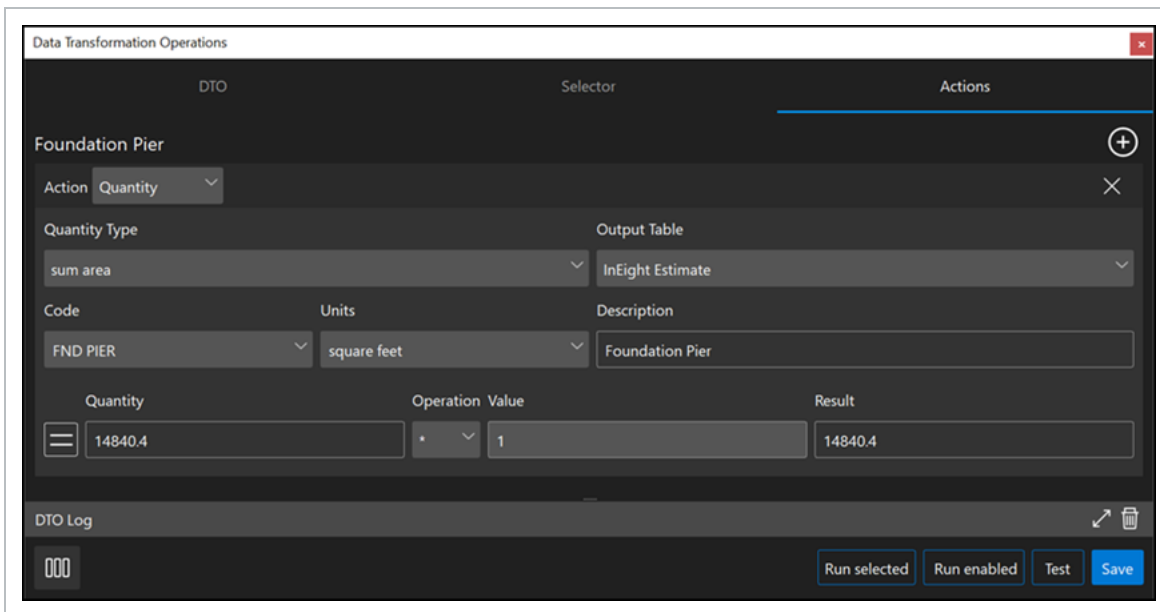 Data Transformation Operations
DTO Selector Actions
Foundation Pier
Action Quantity
Quantity Type Output Table
sum area InEight Estimate
Code Units Description
FND PIER square feet Foundation Pier
Quantity Operation Value Result
14840.4 * 1 14840.4
DTO Log
Run selected Run enabled Test Save